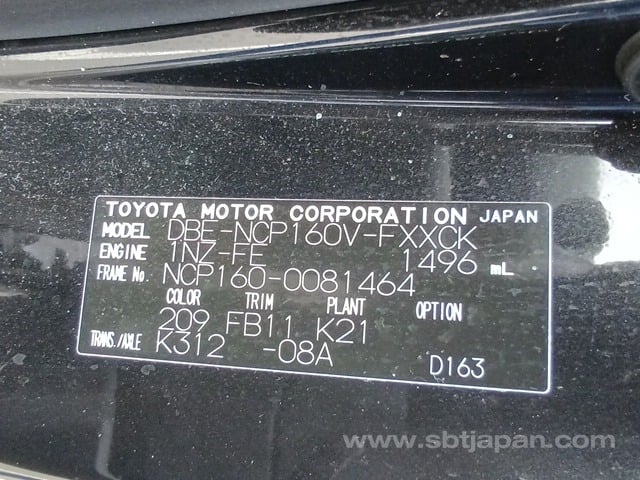 TOYOTA MOTOR CORPORATION JAPAN
MODEL DBE-NCP160V-FXXCK
ENGINE 1NZ-FE 1496 mL
FRAME No. NCP160-0081464
COLOR TRIM PLANT OPTION
209 FB11 K21
TRANS./AXLE K312 -08A
D163
www.sbtjapan.com